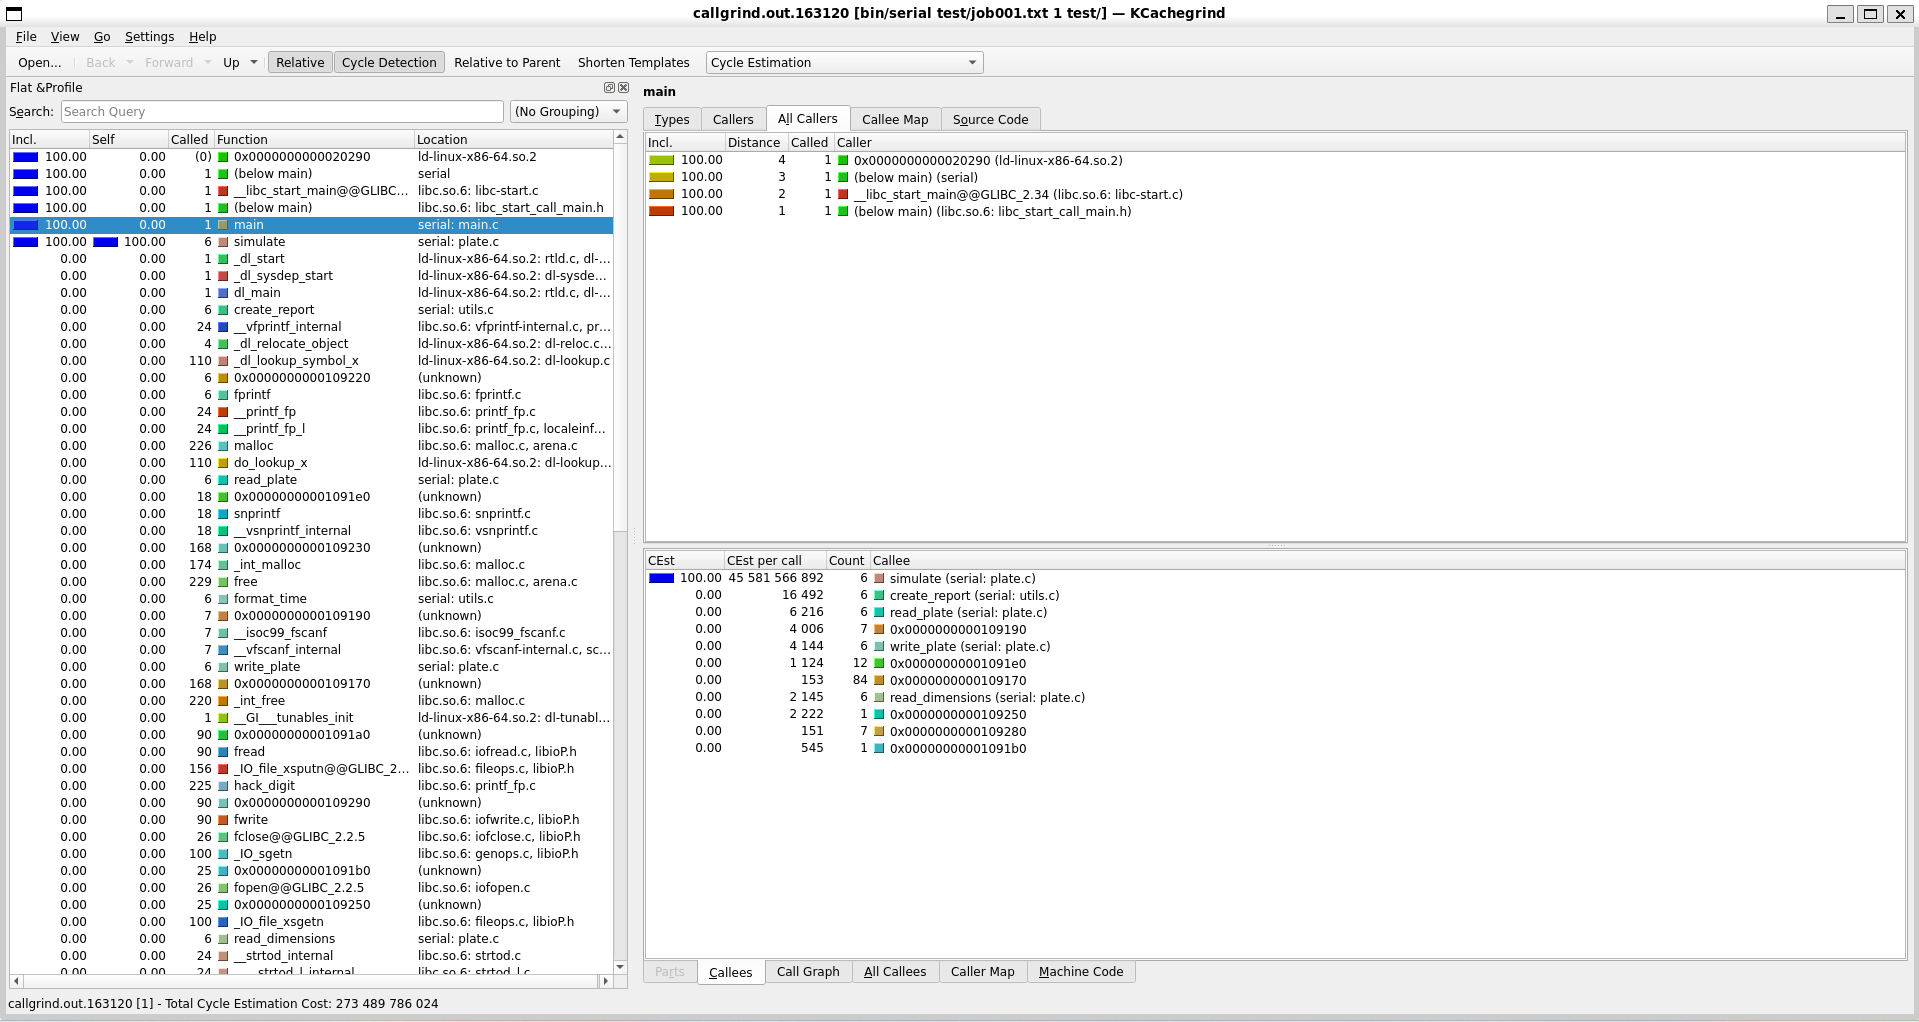 callgrind.out.163120 [bin/serial test/job001.txt 1 test/] — KCachegrind
File View Go Settings Help
Open... Back Forward Up Relative Cycle Detection Relative to Parent Shorten Templates Cycle Estimation
Flat &Profile
Search: Search Query (No Grouping)
Incl. Self Called Function Location
100.00 0.00 (0) 0x0000000000020290 ld-linux-x86-64.so.2
100.00 0.00 1 (below main) serial
100.00 0.00 1 __libc_start_main@@GLIBC... libc.so.6: libc-start.c
100.00 0.00 1 (below main) libc.so.6: libc_start_call_main.h
100.00 0.00 1 main serial: main.c
100.00 100.00 6 simulate serial: plate.c
0.00 0.00 1 _dl_start ld-linux-x86-64.so.2: rtld.c, dl-...
0.00 0.00 1 _dl_sysdep_start ld-linux-x86-64.so.2: dl-sysde...
0.00 0.00 1 dl_main ld-linux-x86-64.so.2: rtld.c, dl-...
0.00 0.00 6 create_report serial: utils.c
0.00 0.00 24 __vfprintf_internal libc.so.6: vfprintf-internal.c, pr...
0.00 0.00 4 _dl_relocate_object ld-linux-x86-64.so.2: dl-reloc.c...
0.00 0.00 110 _dl_lookup_symbol_x ld-linux-x86-64.so.2: dl-lookup.c
0.00 0.00 6 0x0000000000109220 (unknown)
0.00 0.00 6 fprintf libc.so.6: fprintf.c
0.00 0.00 24 __printf_fp libc.so.6: printf_fp.c
0.00 0.00 24 __printf_fp_l libc.so.6: printf_fp.c, localeinf...
0.00 0.00 226 malloc libc.so.6: malloc.c, arena.c
0.00 0.00 110 do_lookup_x ld-linux-x86-64.so.2: dl-lookup...
0.00 0.00 6 read_plate serial: plate.c
0.00 0.00 18 0x00000000001091e0 (unknown)
0.00 0.00 18 snprintf libc.so.6: snprintf.c
0.00 0.00 18 __vsnprintf_internal libc.so.6: vsnprintf.c
0.00 0.00 168 0x0000000000109230 (unknown)
0.00 0.00 174 _int_malloc libc.so.6: malloc.c
0.00 0.00 229 free libc.so.6: malloc.c, arena.c
0.00 0.00 6 format_time serial: utils.c
0.00 0.00 7 0x0000000000109190 (unknown)
0.00 0.00 7 __isoc99_fscanf libc.so.6: isoc99_fscanf.c
0.00 0.00 7 __vfscanf_internal libc.so.6: vfscanf-internal.c, sc...
0.00 0.00 6 write_plate serial: plate.c
0.00 0.00 168 0x0000000000109170 (unknown)
0.00 0.00 220 _int_free libc.so.6: malloc.c
0.00 0.00 1 __GI___tunables_init ld-linux-x86-64.so.2: dl-tunabl...
0.00 0.00 90 0x00000000001091a0 (unknown)
0.00 0.00 90 fread libc.so.6: iofread.c, libioP.h
0.00 0.00 156 _IO_file_xsputn@@GLIBC_2... libc.so.6: fileops.c, libioP.h
0.00 0.00 225 hack_digit libc.so.6: printf_fp.c
0.00 0.00 90 0x0000000000109290 (unknown)
0.00 0.00 90 fwrite libc.so.6: iofwrite.c, libioP.h
0.00 0.00 26 fclose@@GLIBC_2.2.5 libc.so.6: iofclose.c, libioP.h
0.00 0.00 100 _IO_sgetn libc.so.6: genops.c, libioP.h
0.00 0.00 25 0x00000000001091b0 (unknown)
0.00 0.00 26 fopen@@GLIBC_2.2.5 libc.so.6: iofopen.c
0.00 0.00 25 0x0000000000109250 (unknown)
0.00 0.00 100 _IO_file_xsgetn libc.so.6: fileops.c, libioP.h
0.00 0.00 6 read_dimensions serial: plate.c
0.00 0.00 24 __strtod_internal libc.so.6: strtod.c
0.00 0.00 24 ____strtod_l_internal libc.so.6: strtod_l.c
main
Types Callers All Callers Callee Map Source Code
Incl. Distance Called Caller
100.00 4 1 0x0000000000020290 (ld-linux-x86-64.so.2)
100.00 3 1 (below main) (serial)
100.00 2 1 __libc_start_main@@GLIBC_2.34 (libc.so.6: libc-start.c)
100.00 1 1 (below main) (libc.so.6: libc_start_call_main.h)
CEst CEst per call Count Callee
100.00 45 581 566 892 6 simulate (serial: plate.c)
0.00 16 492 6 create_report (serial: utils.c)
0.00 6 216 6 read_plate (serial: plate.c)
0.00 4 006 7 0x0000000000109190
0.00 4 144 6 write_plate (serial: plate.c)
0.00 1 124 12 0x00000000001091e0
0.00 153 84 0x0000000000109170
0.00 2 145 6 read_dimensions (serial: plate.c)
0.00 2 222 1 0x0000000000109250
0.00 151 7 0x0000000000109280
0.00 545 1 0x00000000001091b0
Parts Callees Call Graph All Callees Caller Map Machine Code
callgrind.out.163120 [1] - Total Cycle Estimation Cost: 273 489 786 024